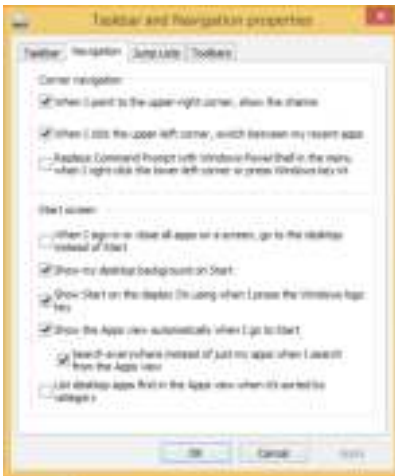 Taskbar and Navigation properties
Taskbar Navigation Jump Lists Toolbars
Corner navigation
When I point to the upper-right corner, show the charms
When I click the upper-left corner, switch between my recent apps
Replace Command Prompt with Windows PowerShell in the menu
when I right-click the lower-left corner or press Windows key+X
Start screen
When I sign in or close all apps on a screen, go to the desktop
instead of Start
Show my desktop background on Start
Show Start on the display I'm using when I press the Windows logo
key
Show the Apps view automatically when I go to Start
Search everywhere instead of just my apps when I search
from the Apps view
List desktop apps first in the Apps view when it's sorted by
category
OK Cancel Apply